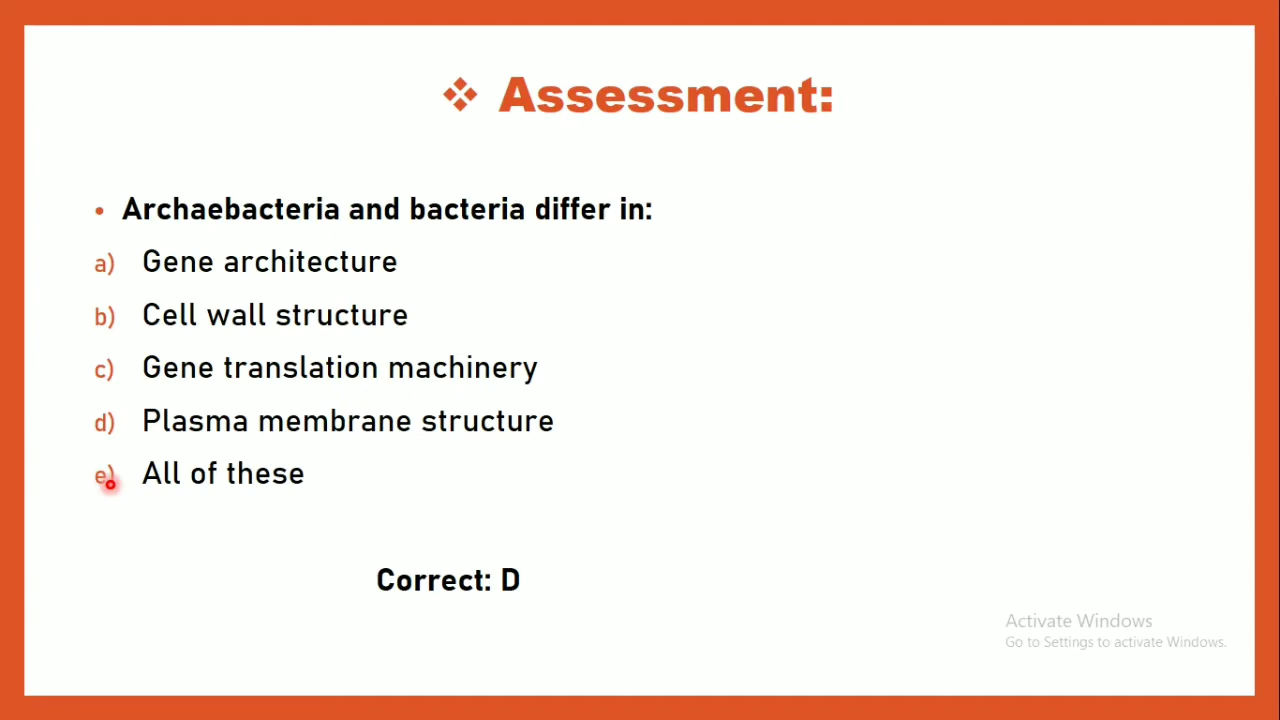 ❖ Assessment:
• Archaebacteria and bacteria differ in:
a) Gene architecture
b) Cell wall structure
c) Gene translation machinery
d) Plasma membrane structure
e) All of these
Correct: D
Activate Windows
Go to Settings to activate Windows.